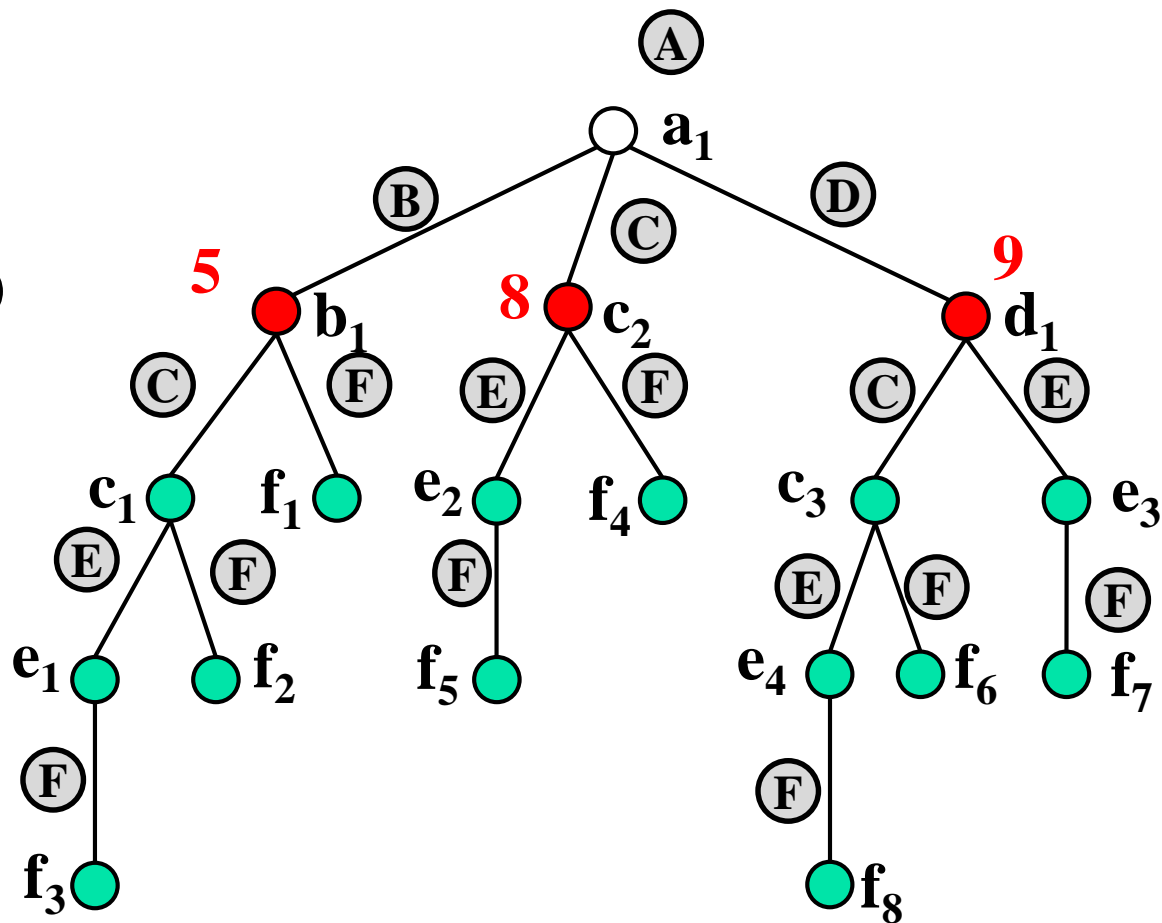 A
a₁
B
C
D
5
8
9
b₁
c₂
d₁
C
F
E
F
C
E
c₁
f₁
e₂
f₄
c₃
e₃
E
F
F
E
F
F
e₁
f₂
f₅
e₄
f₆
f₇
F
F
f₃
f₈